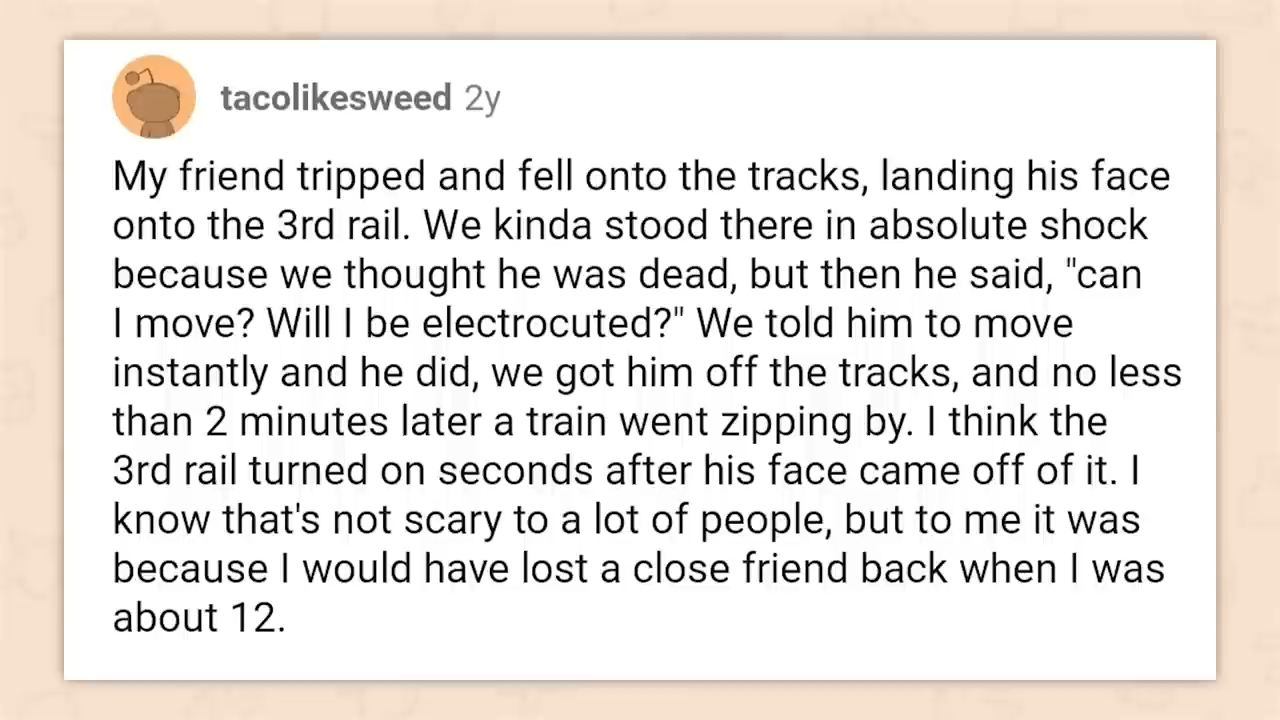 tacolikesweed 2y
My friend tripped and fell onto the tracks, landing his face
onto the 3rd rail. We kinda stood there in absolute shock
because we thought he was dead, but then he said, "can
I move? Will I be electrocuted?" We told him to move
instantly and he did, we got him off the tracks, and no less
than 2 minutes later a train went zipping by. I think the
3rd rail turned on seconds after his face came off of it. I
know that's not scary to a lot of people, but to me it was
because I would have lost a close friend back when I was
about 12.